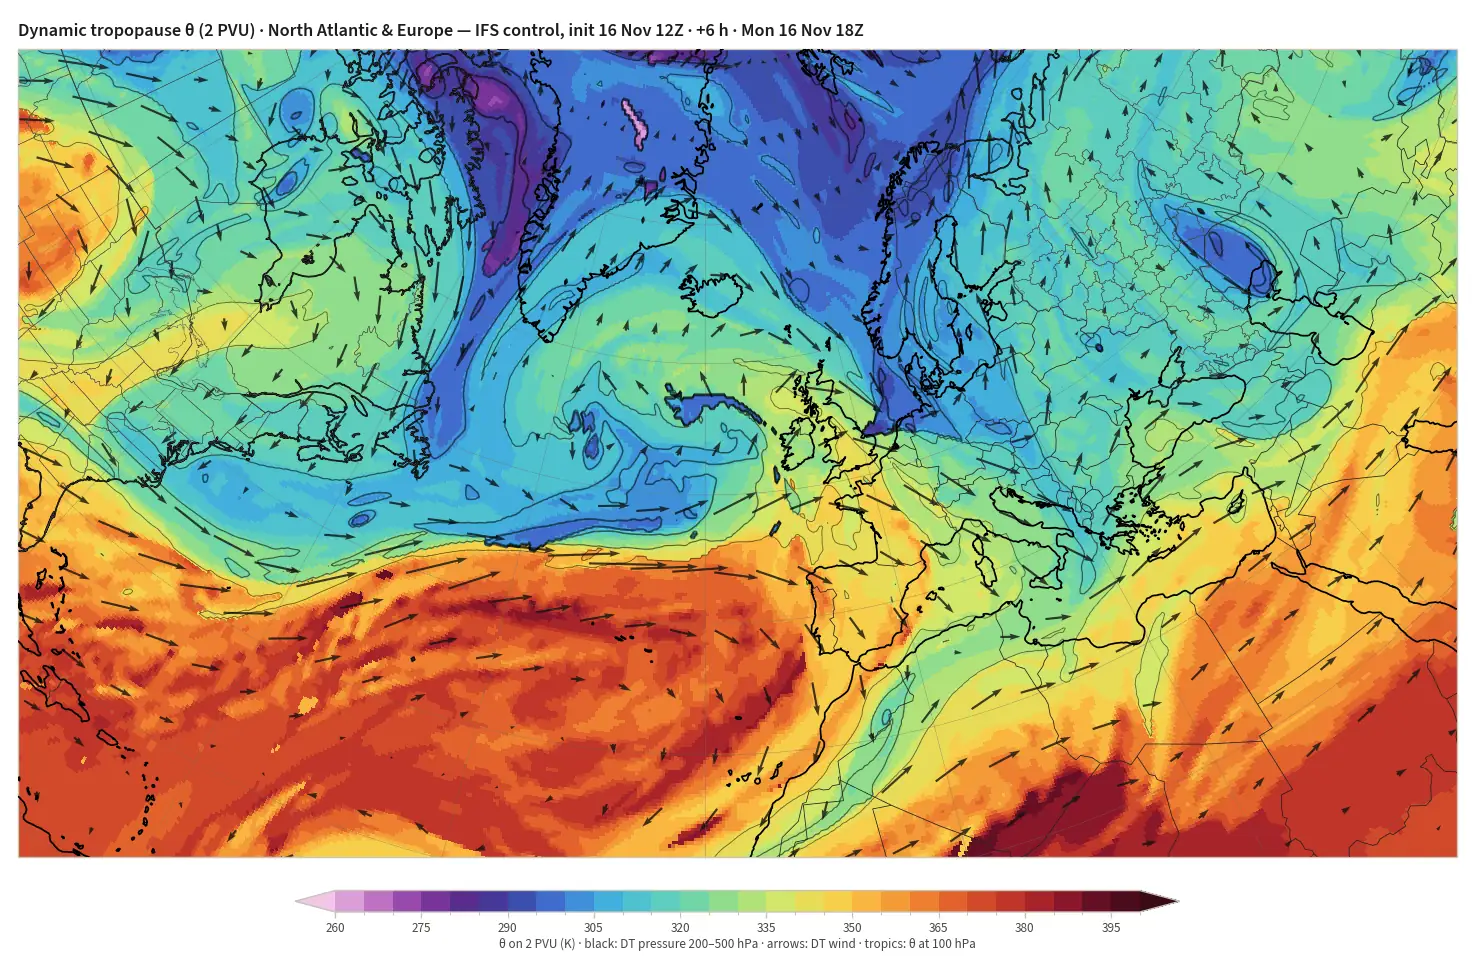 Dynamic tropopause θ (2 PVU) · North Atlantic & Europe — IFS control, init 16 Nov 12Z · +6 h · Mon 16 Nov 18Z
260 275 290 305 320 335 350 365 380 395
θ on 2 PVU (K) · black: DT pressure 200–500 hPa · arrows: DT wind · tropics: θ at 100 hPa